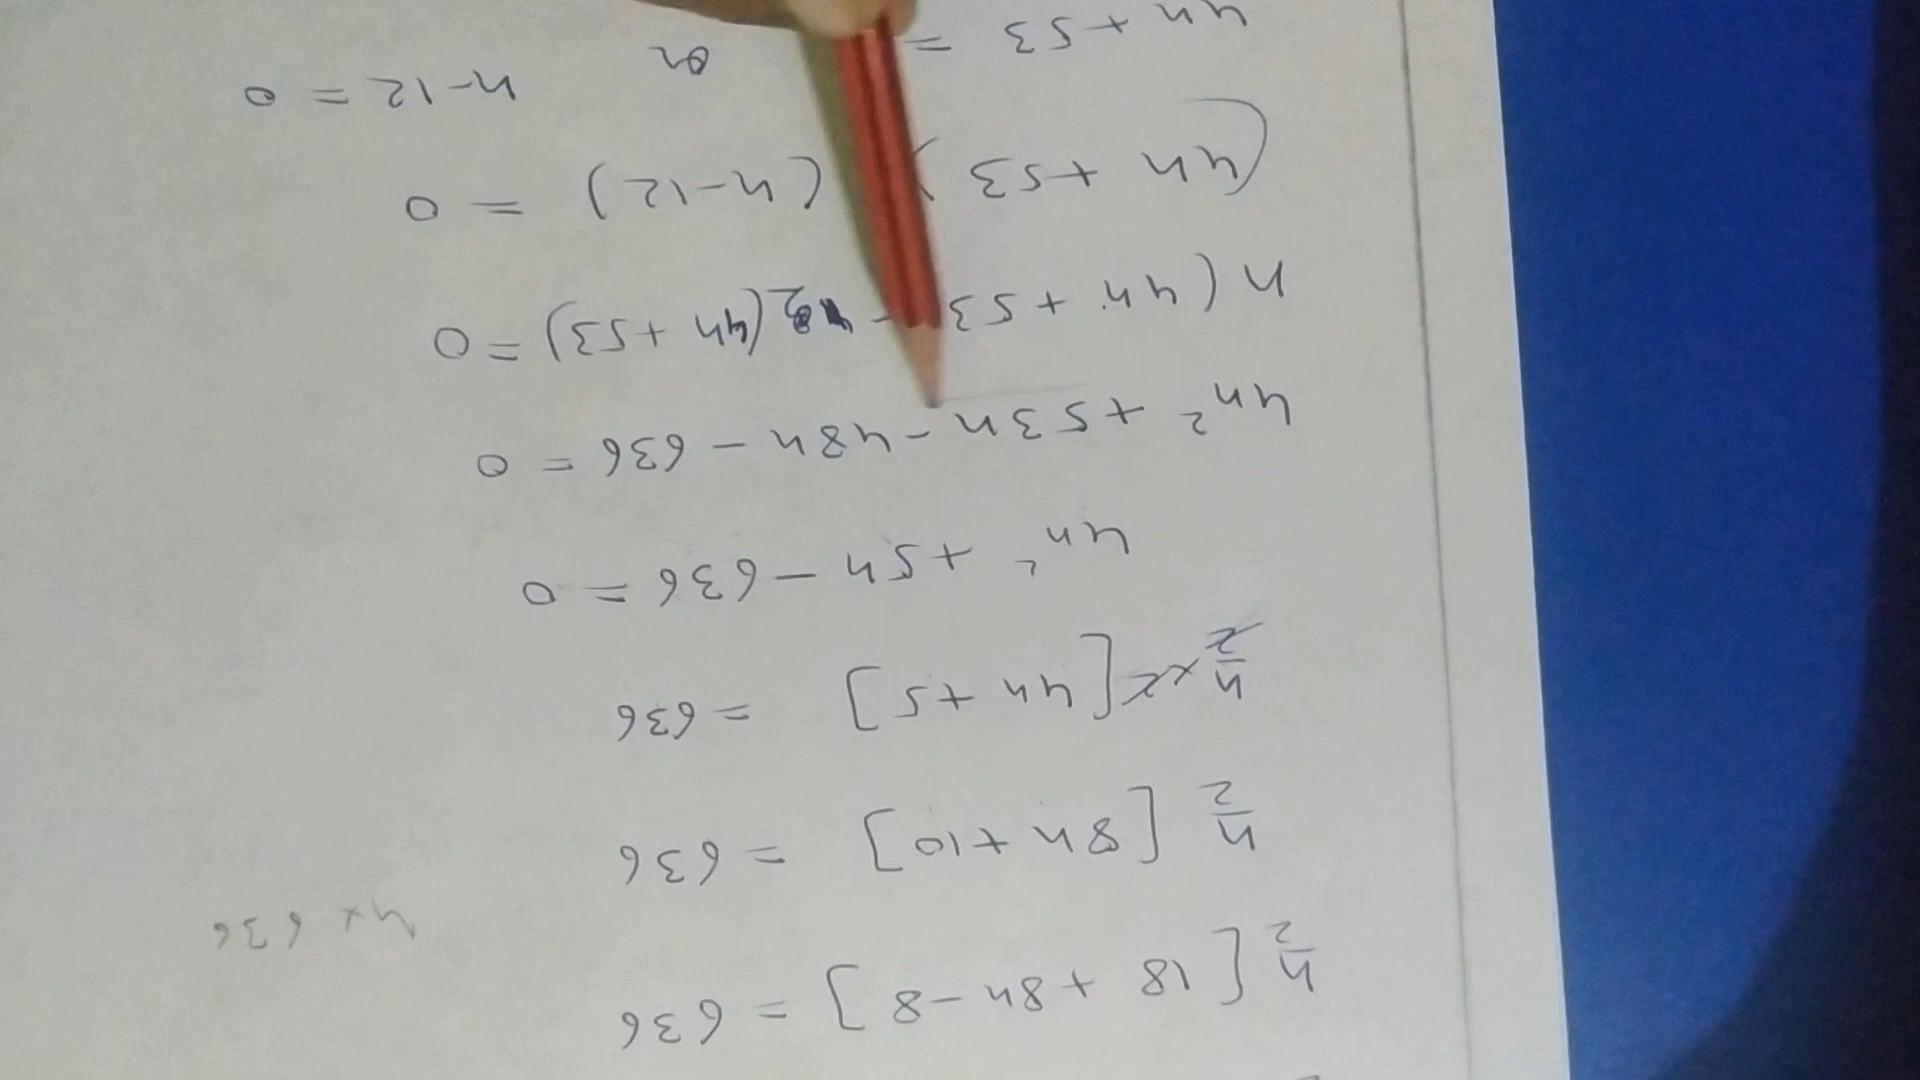 n/2 [18 + 8n - 8] = 636
4 x 636
n/2 [8n + 10] = 636
n/2 x 2 [4n + 5] = 636
4n² + 5n - 636 = 0
4n² + 53n - 48n - 636 = 0
n (4n + 53 - 12 (4n + 53) = 0
(4n + 53) (n - 12) = 0
4n + 53 = or n - 12 = 0